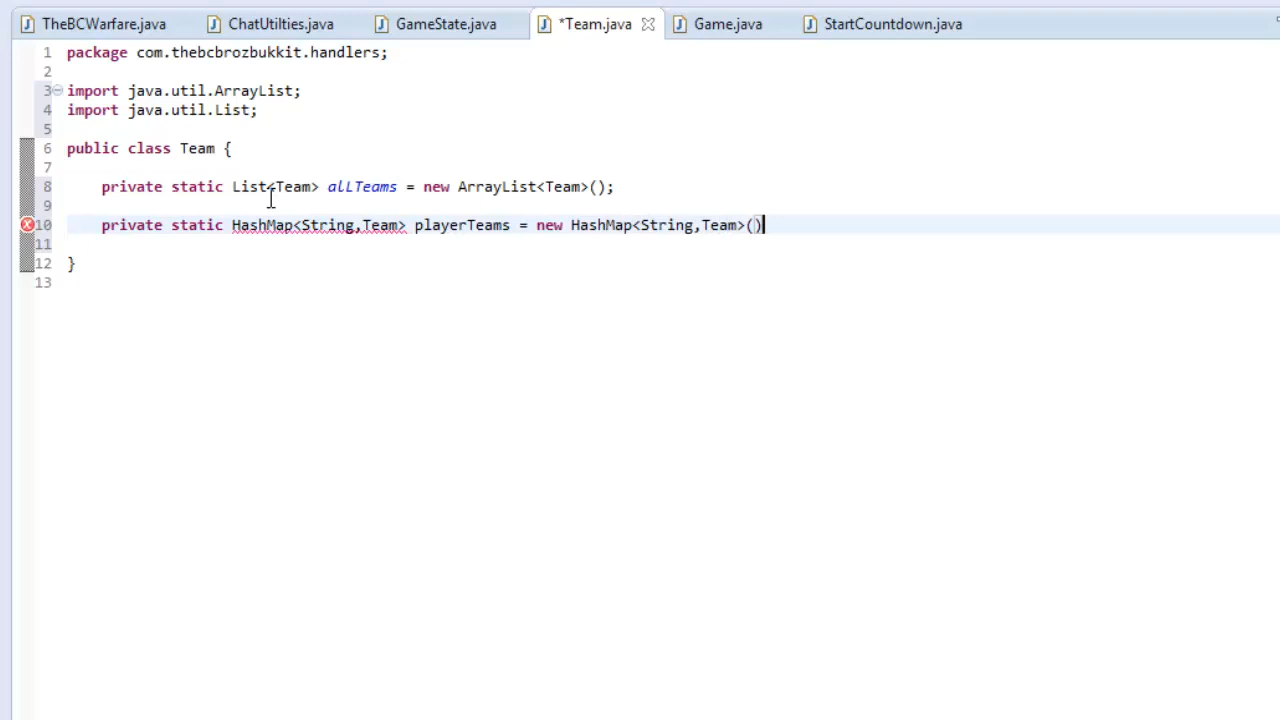 TheBCWarfare.java ChatUtilties.java GameState.java *Team.java Game.java StartCountdown.java
1 package com.thebcbrozbukkit.handlers;
2
3 import java.util.ArrayList;
4 import java.util.List;
5
6 public class Team {
7
8 private static List<Team> allTeams = new ArrayList<Team>();
9
10 private static HashMap<String,Team> playerTeams = new HashMap<String,Team>()
11
12 }
13